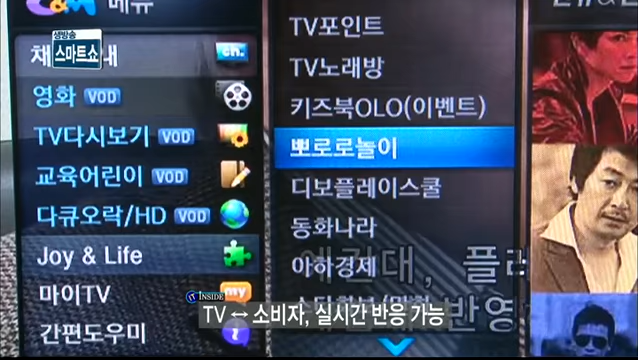 C&M 메뉴
생방송
스마트쇼
ch.
영화 VOD
TV다시보기 VOD
교육어린이 VOD
다큐오락/HD VOD
Joy & Life
마이TV
my
간편도우미
TV포인트
TV노래방
키즈북OLO(이벤트)
뽀로로놀이
디보플레이스쿨
동화나라
아하경제
INSIDE
TV ↔ 소비자, 실시간 반응 가능